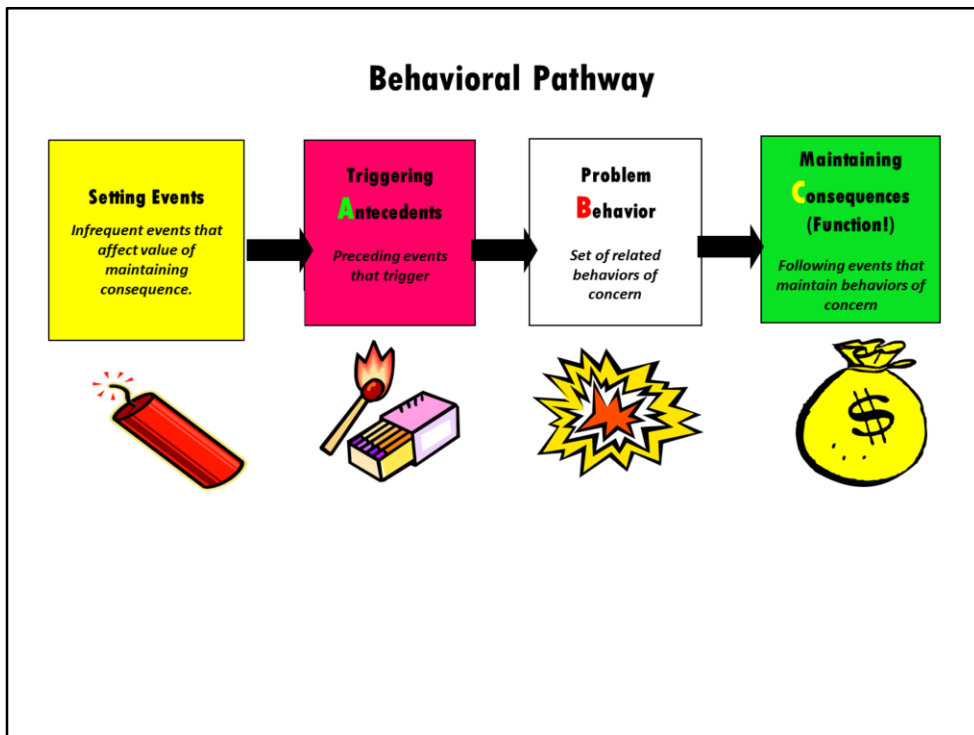 Behavioral Pathway
Setting Events
Infrequent events that
affect value of
maintaining
consequence.
Triggering
Antecedents
Preceding events
that trigger
Problem
Behavior
Set of related
behaviors of
concern
Maintaining
Consequences
(Function!)
Following events that
maintain behaviors of
concern
$